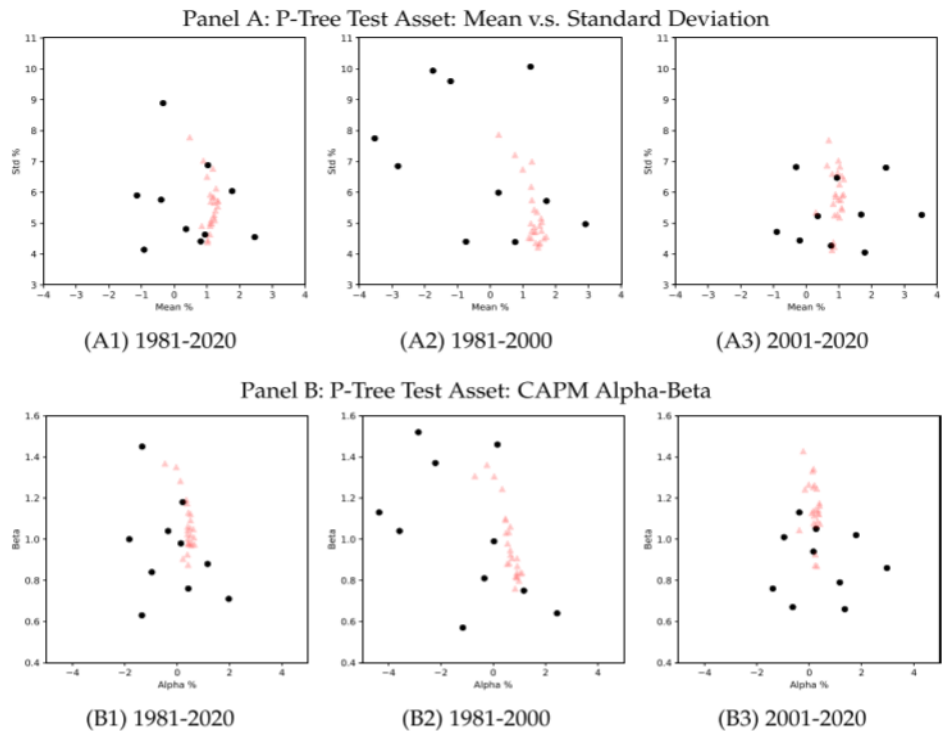 Panel A: P-Tree Test Asset: Mean v.s. Standard Deviation
11
10
9
8
7
6
5
4
3
Std %
−4 −3 −2 −1 0 1 2 3 4
Mean %
11
10
9
8
7
6
5
4
3
Std %
−4 −3 −2 −1 0 1 2 3 4
Mean %
11
10
9
8
7
6
5
4
3
Std %
−4 −3 −2 −1 0 1 2 3 4
Mean %
(A1) 1981-2020
(A2) 1981-2000
(A3) 2001-2020
Panel B: P-Tree Test Asset: CAPM Alpha-Beta
1.6
1.4
1.2
1.0
0.8
0.6
0.4
Beta
−4 −2 0 2 4
Alpha %
1.6
1.4
1.2
1.0
0.8
0.6
0.4
Beta
−4 −2 0 2 4
Alpha %
1.6
1.4
1.2
1.0
0.8
0.6
0.4
Beta
−4 −2 0 2 4
Alpha %
(B1) 1981-2020
(B2) 1981-2000
(B3) 2001-2020